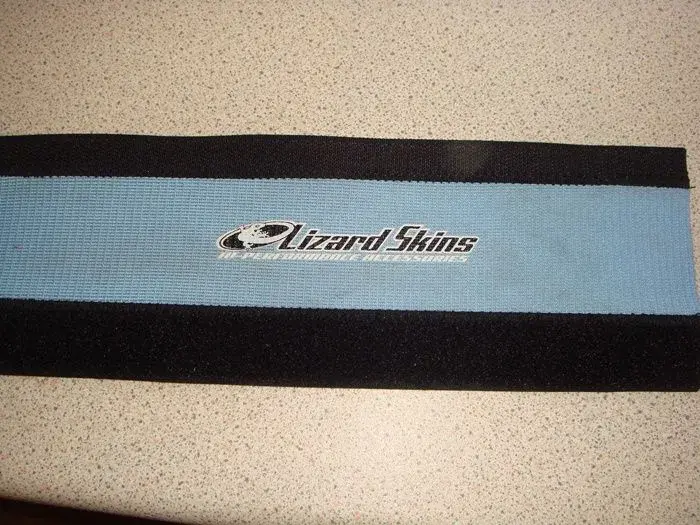 Lizard Skins
HI-PERFORMANCE ACCESSORIES